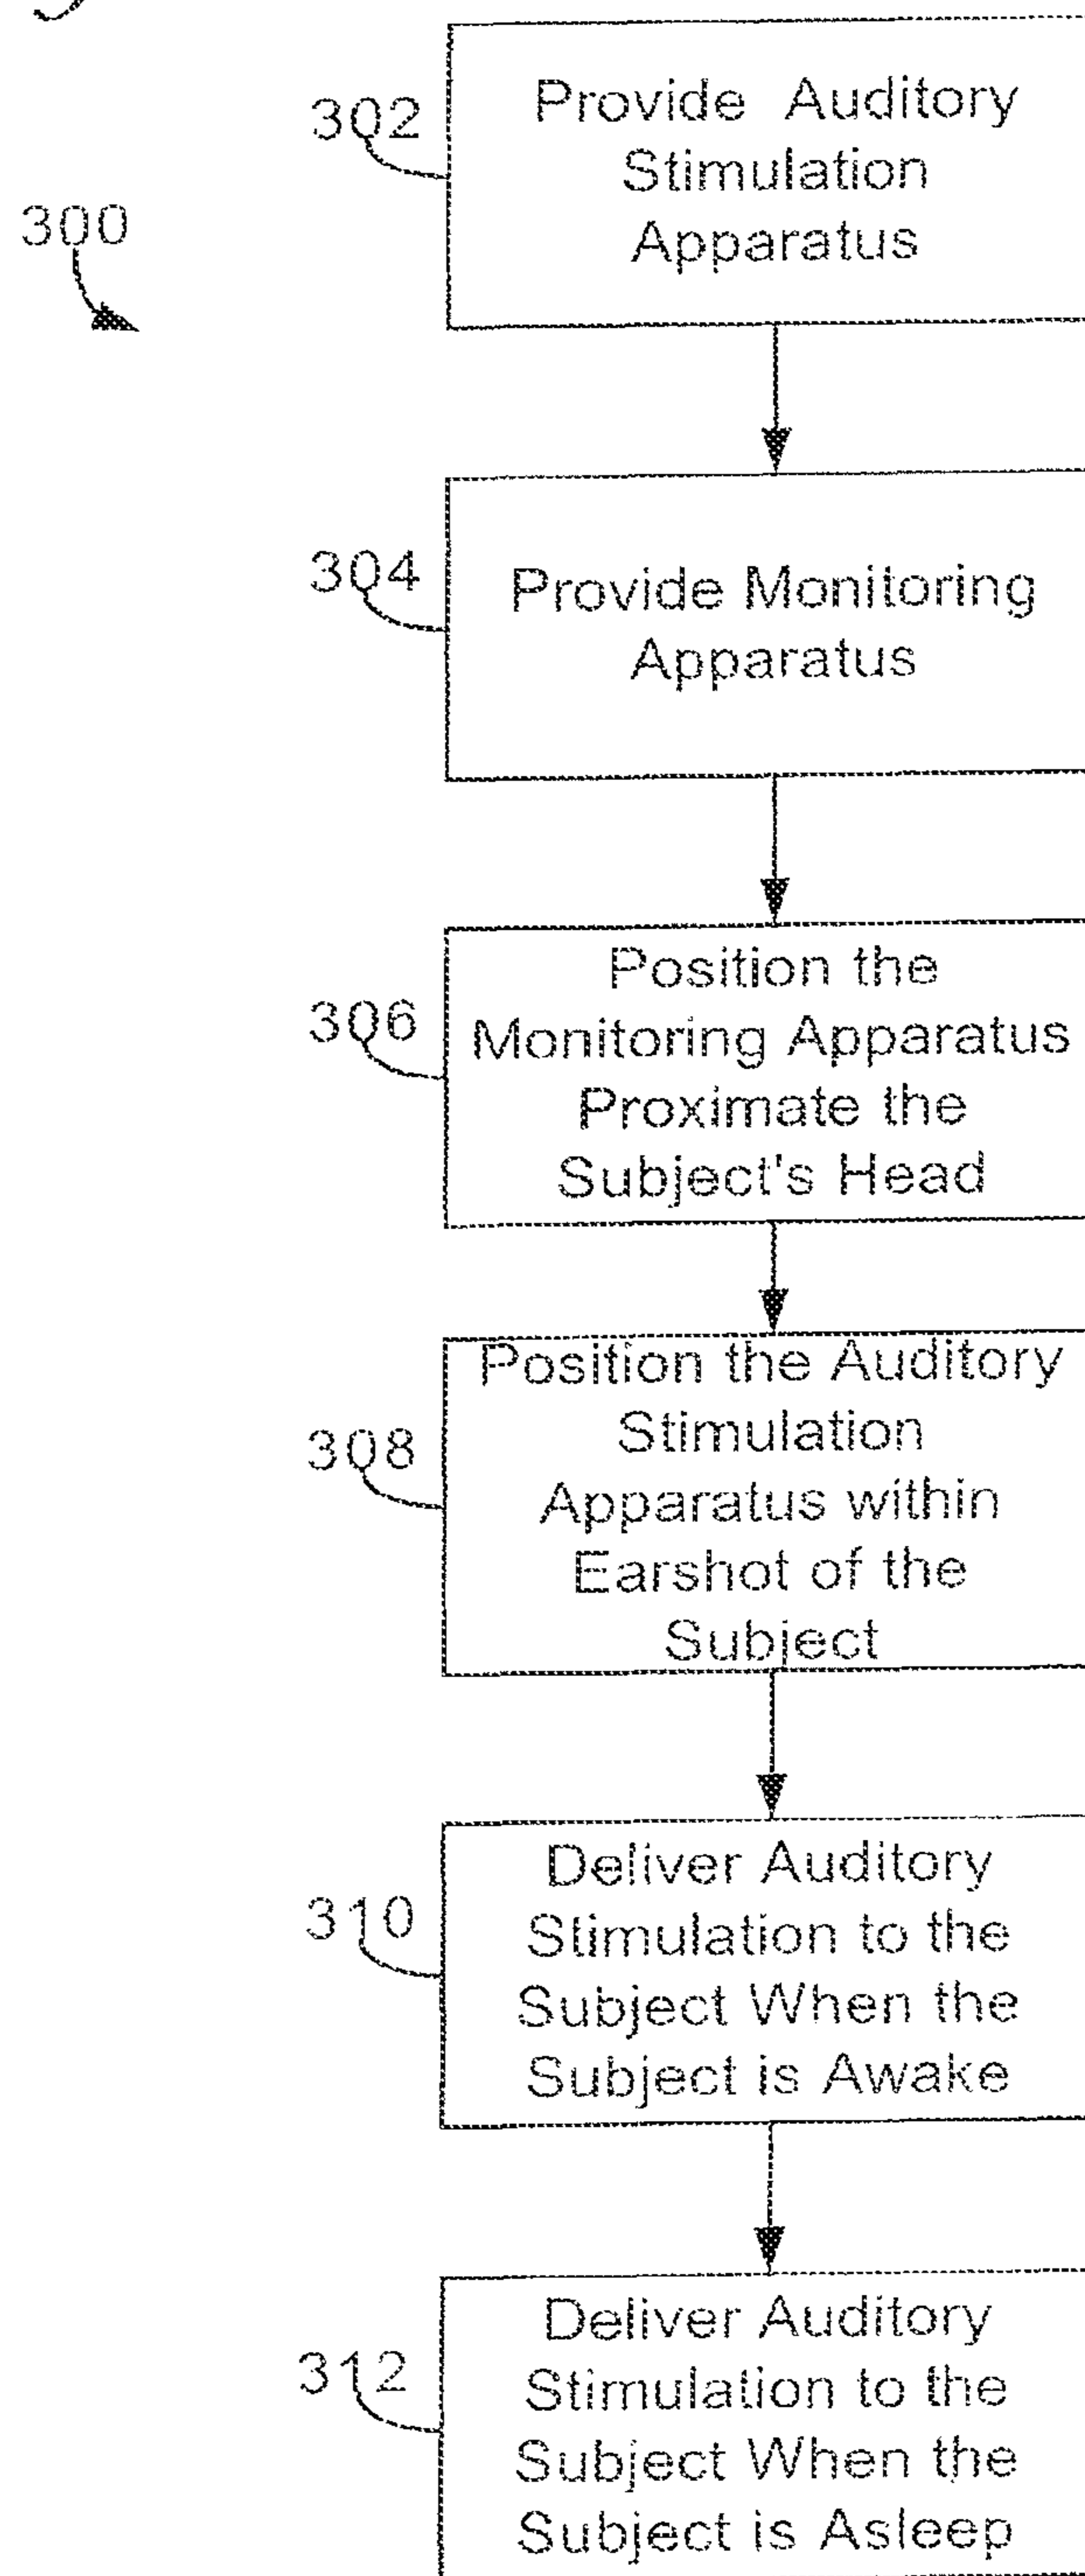 302
Provide Auditory
Stimulation
Apparatus
300
304
Provide Monitoring
Apparatus
306
Position the
Monitoring Apparatus
Proximate the
Subject's Head
308
Position the Auditory
Stimulation
Apparatus within
Earshot of the
Subject
310
Deliver Auditory
Stimulation to the
Subject When the
Subject is Awake
312
Deliver Auditory
Stimulation to the
Subject When the
Subject is Asleep